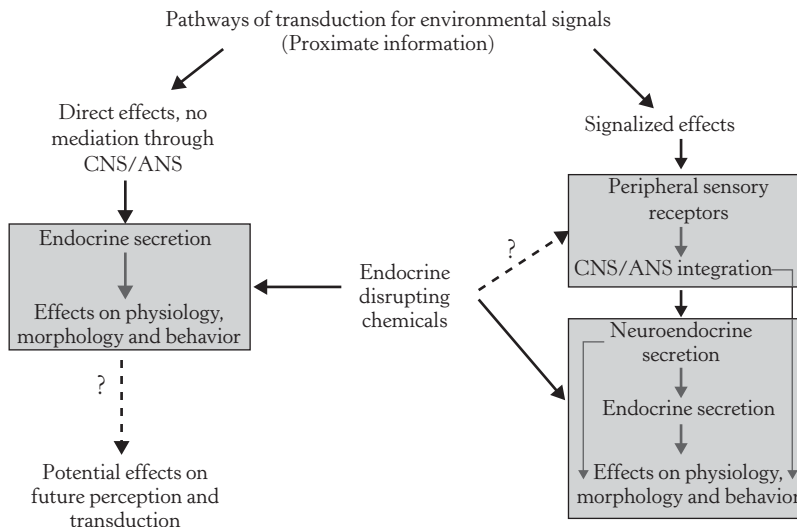 Pathways of transduction for environmental signals
(Proximate information)
Direct effects, no
mediation through
CNS/ANS
Endocrine secretion
Effects on physiology,
morphology and behavior
?
Potential effects on
future perception and
transduction
Endocrine
disrupting
chemicals
?
Signalized effects
Peripheral sensory
receptors
CNS/ANS integration
Neuroendocrine
secretion
Endocrine secretion
Effects on physiology,
morphology and behavior